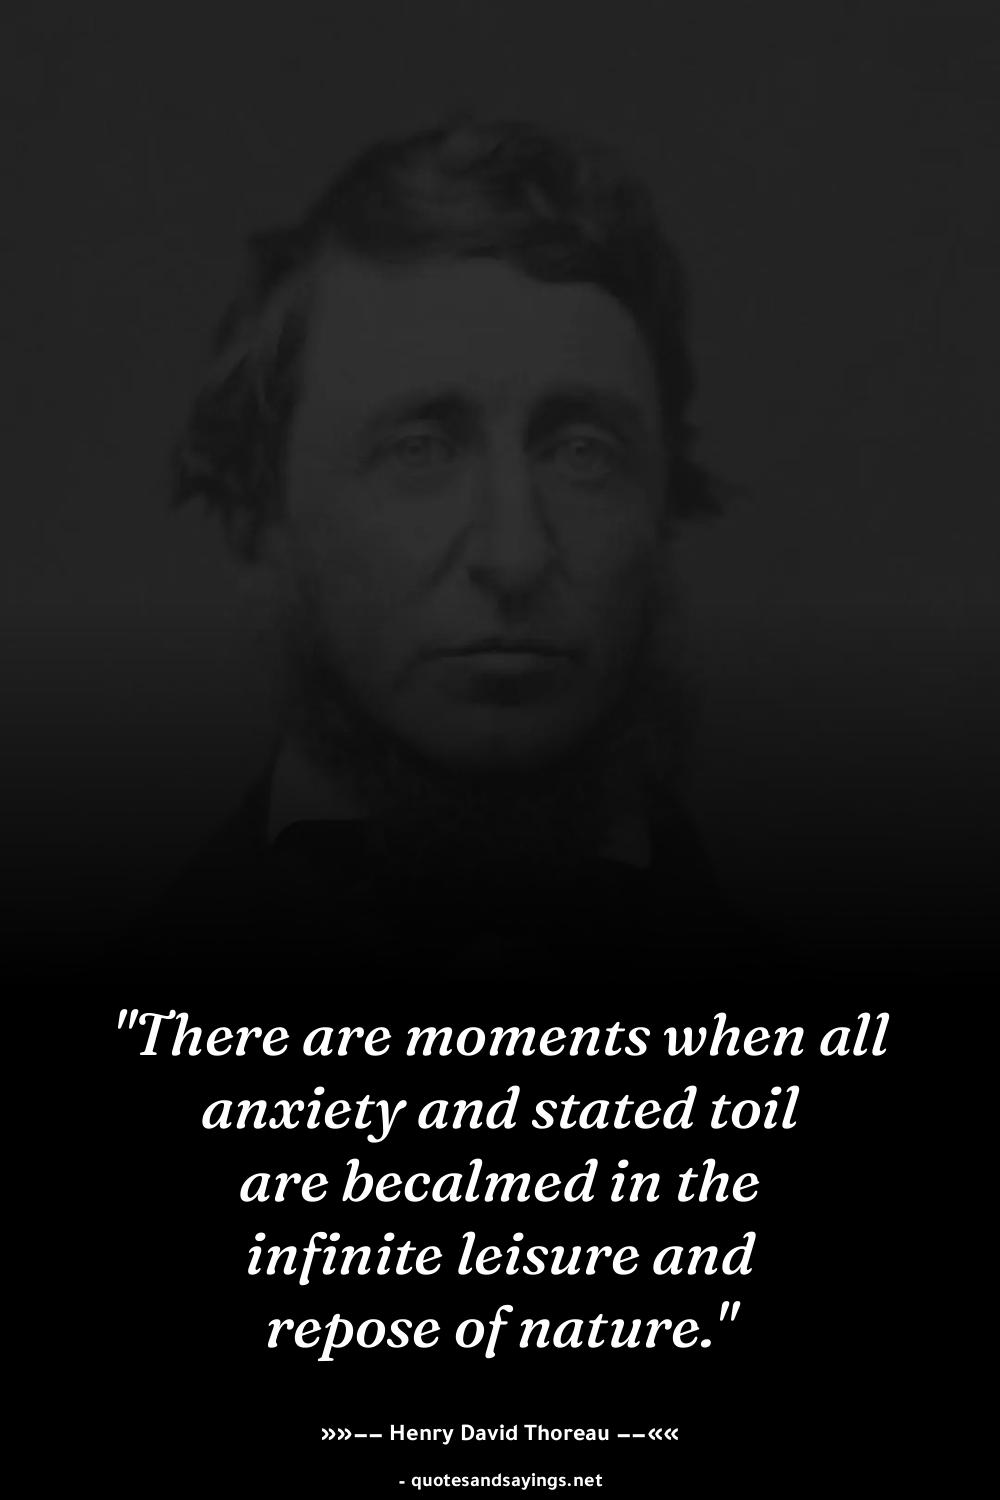 "There are moments when all
anxiety and stated toil
are becalmed in the
infinite leisure and
repose of nature."
»»−− Henry David Thoreau −−««
- quotesandsayings.net